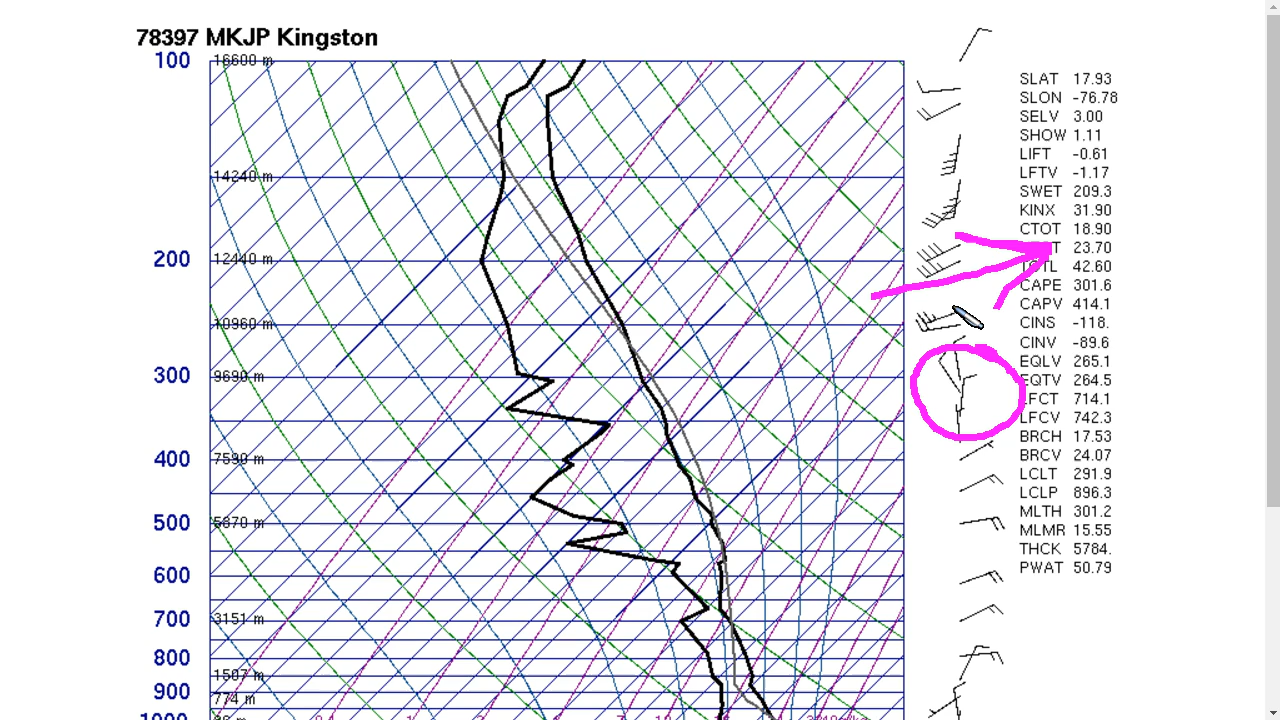 78397 MKJP Kingston
100 16600 m
14240 m
200 12440 m
10960 m
300 9690 m
400 7590 m
500 5870 m
600
700 3151 m
800
1507 m
900
774 m
SLAT 17.93
SLON -76.78
SELV 3.00
SHOW 1.11
LIFT -0.61
LFTV -1.17
SWET 209.3
KINX 31.90
CTOT 18.90
23.70
TOTL 42.60
CAPE 301.6
CAPV 414.1
CINS -118.
CINV -89.6
EQLV 265.1
EQTV 264.5
LFCT 714.1
LFCV 742.3
BRCH 17.53
BRCV 24.07
LCLT 291.9
LCLP 896.3
MLTH 301.2
MLMR 15.55
THCK 5784.
PWAT 50.79